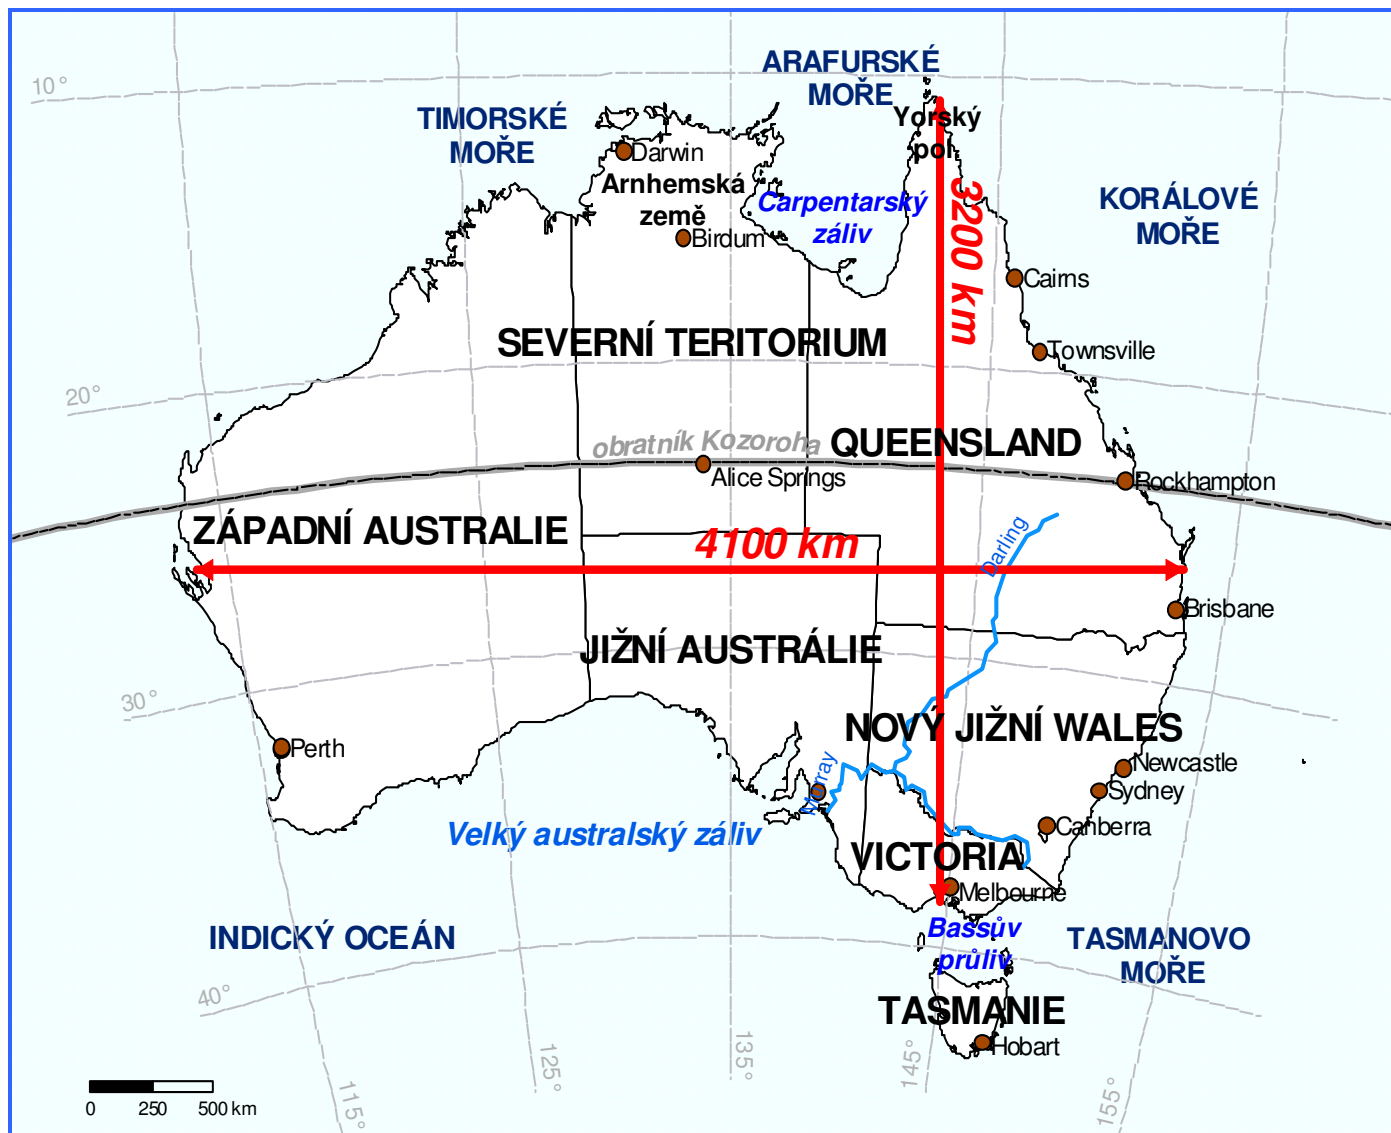 ARAFURSKÉ
MOŘE
10°
TIMORSKÉ
MOŘE
Yorský
pol.
Darwin
Arnhemská
země
Carpentarský
záliv
3200 km
KORÁLOVÉ
MOŘE
Birdum
Cairns
SEVERNÍ TERITORIUM
Townsville
20°
obratník Kozoroha
QUEENSLAND
Alice Springs
Rockhampton
ZÁPADNÍ AUSTRALIE
4100 km
Darling
Brisbane
JIŽNÍ AUSTRÁLIE
30°
NOVÝ JIŽNÍ WALES
Perth
Newcastle
Murray
Sydney
Velký australský záliv
Canberra
VICTORIA
Melbourne
INDICKÝ OCEÁN
Bassův
průliv
TASMANOVO
MOŘE
40°
TASMANIE
Hobart
125°
135°
145°
115°
155°
0 250 500 km